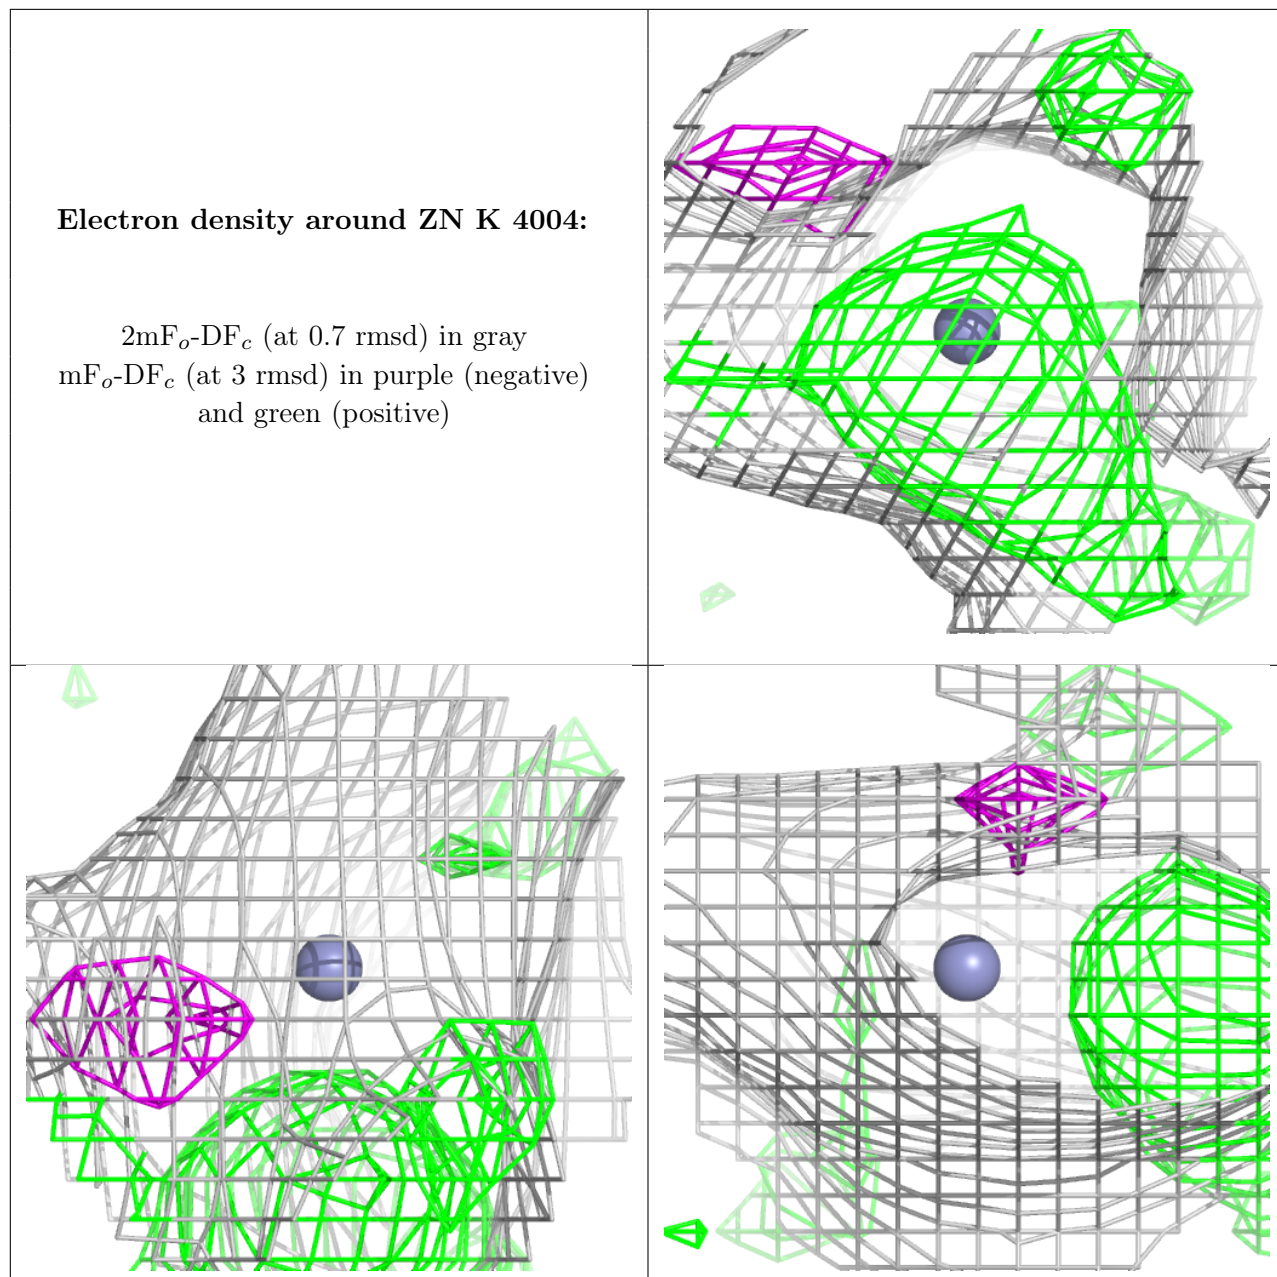 Electron density around ZN K 4004:
2mFₒ-DF𝒸 (at 0.7 rmsd) in gray
mFₒ-DF𝒸 (at 3 rmsd) in purple (negative)
and green (positive)